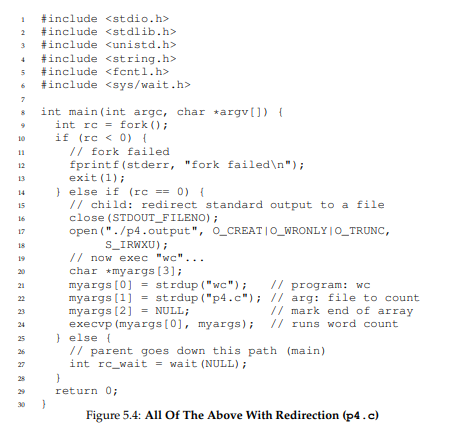 1 #include <stdio.h>
2 #include <stdlib.h>
3 #include <unistd.h>
4 #include <string.h>
5 #include <fcntl.h>
6 #include <sys/wait.h>
7
8 int main(int argc, char *argv[]) {
9 int rc = fork();
10 if (rc < 0) {
11 // fork failed
12 fprintf(stderr, "fork failed\n");
13 exit(1);
14 } else if (rc == 0) {
15 // child: redirect standard output to a file
16 close(STDOUT_FILENO);
17 open("./p4.output", O_CREAT|O_WRONLY|O_TRUNC,
18 S_IRWXU);
19 // now exec "wc"...
20 char *myargs[3];
21 myargs[0] = strdup("wc"); // program: wc
22 myargs[1] = strdup("p4.c"); // arg: file to count
23 myargs[2] = NULL; // mark end of array
24 execvp(myargs[0], myargs); // runs word count
25 } else {
26 // parent goes down this path (main)
27 int rc_wait = wait(NULL);
28 }
29 return 0;
30 }
Figure 5.4: All Of The Above With Redirection (p4.c)